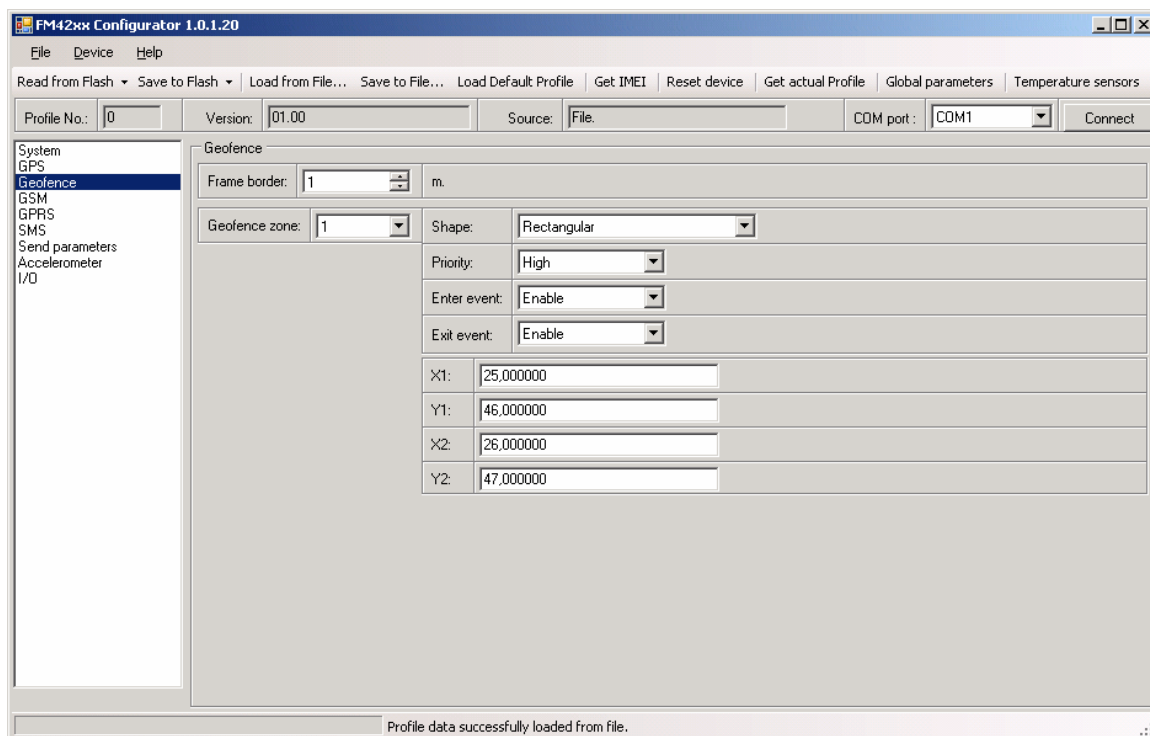 FM42xx Configurator 1.0.1.20
File Device Help
Read from Flash Save to Flash Load from File... Save to File... Load Default Profile Get IMEI Reset device Get actual Profile Global parameters Temperature sensors
Profile No.: 0 Version: 01.00 Source: File. COM port : COM1 Connect
System
GPS
Geofence
GSM
GPRS
SMS
Send parameters
Accelerometer
I/O
Geofence
Frame border: 1 m.
Geofence zone: 1 Shape: Rectangular
Priority: High
Enter event: Enable
Exit event: Enable
X1: 25,000000
Y1: 46,000000
X2: 26,000000
Y2: 47,000000
Profile data successfully loaded from file.